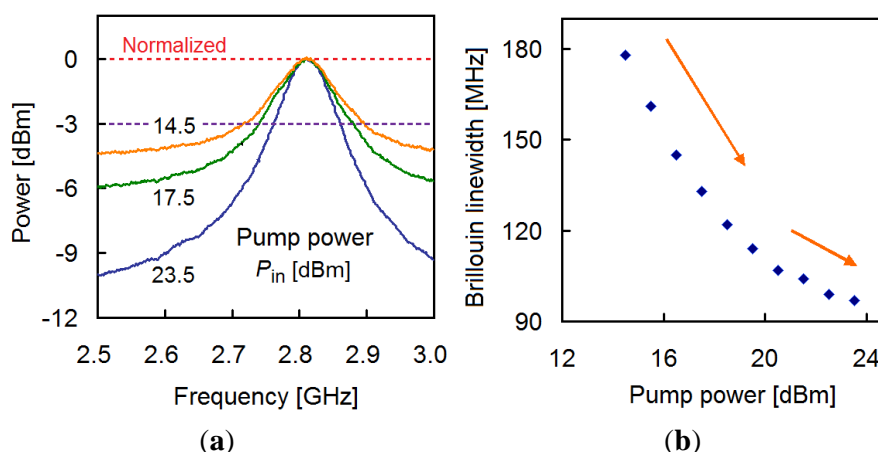 Normalized
0
-3
-6
-9
-12
14.5
17.5
23.5
Pump power
Pin [dBm]
Power [dBm]
2.5 2.6 2.7 2.8 2.9 3.0
Frequency [GHz]
(a)
180
150
120
90
Brillouin linewidth [MHz]
12 16 20 24
Pump power [dBm]
(b)